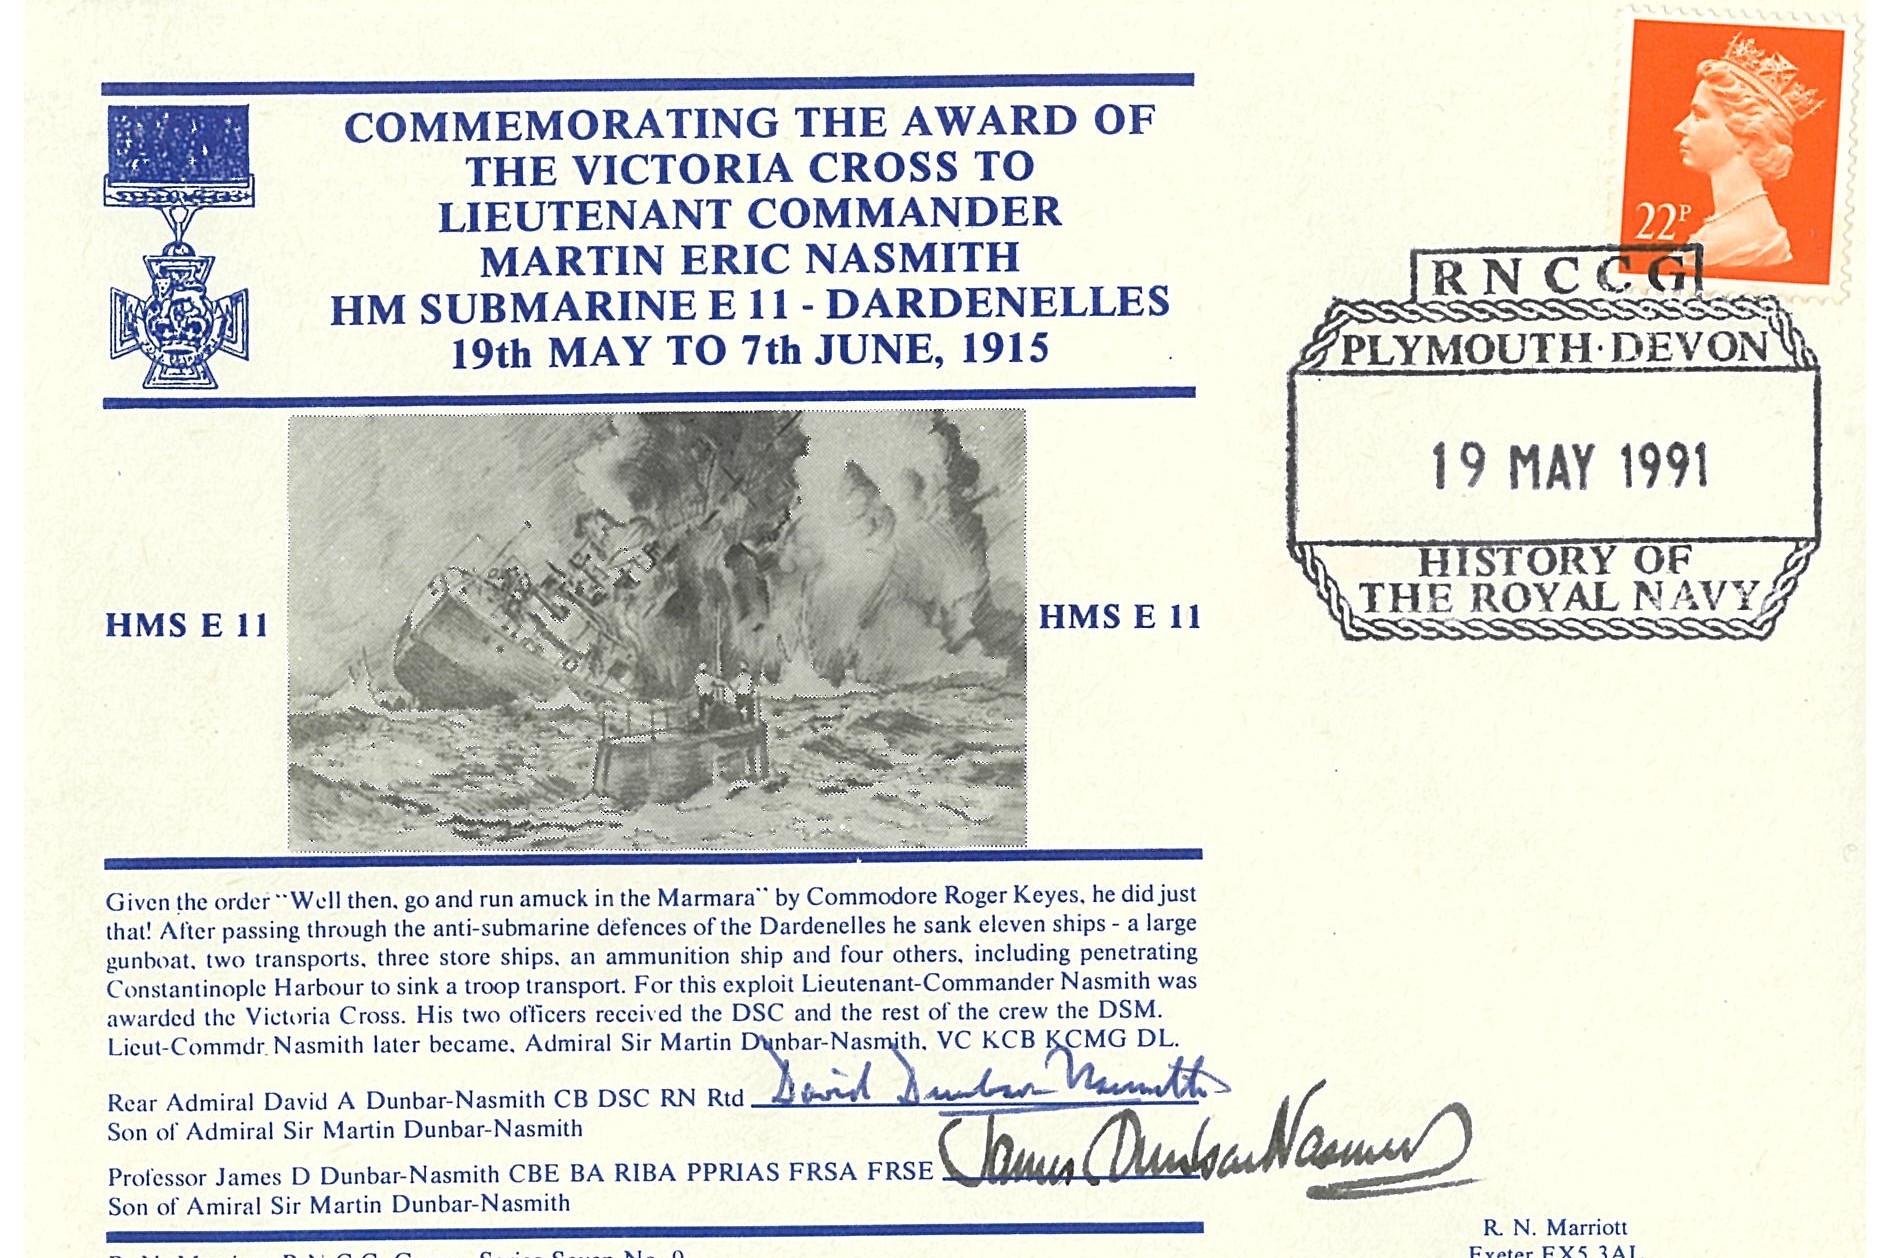 COMMEMORATING THE AWARD OF
THE VICTORIA CROSS TO
LIEUTENANT COMMANDER
MARTIN ERIC NASMITH
HM SUBMARINE E 11 - DARDENELLES
19th MAY TO 7th JUNE, 1915
22P
RNCCG
PLYMOUTH·DEVON
19 MAY 1991
HISTORY OF
THE ROYAL NAVY
HMS E 11
HMS E 11
Given the order "Well then, go and run amuck in the Marmara" by Commodore Roger Keyes, he did just
that! After passing through the anti-submarine defences of the Dardenelles he sank eleven ships - a large
gunboat, two transports, three store ships, an ammunition ship and four others, including penetrating
Constantinople Harbour to sink a troop transport. For this exploit Lieutenant-Commander Nasmith was
awarded the Victoria Cross. His two officers received the DSC and the rest of the crew the DSM.
Lieut-Commdr. Nasmith later became, Admiral Sir Martin Dunbar-Nasmith, VC KCB KCMG DL.
Rear Admiral David A Dunbar-Nasmith CB DSC RN Rtd David Dunbar-Nasmith
Son of Admiral Sir Martin Dunbar-Nasmith
Professor James D Dunbar-Nasmith CBE BA RIBA PPRIAS FRSA FRSE James Dunbar Nasmith
Son of Amiral Sir Martin Dunbar-Nasmith
R. N. Marriott
Exeter EX5 3AL